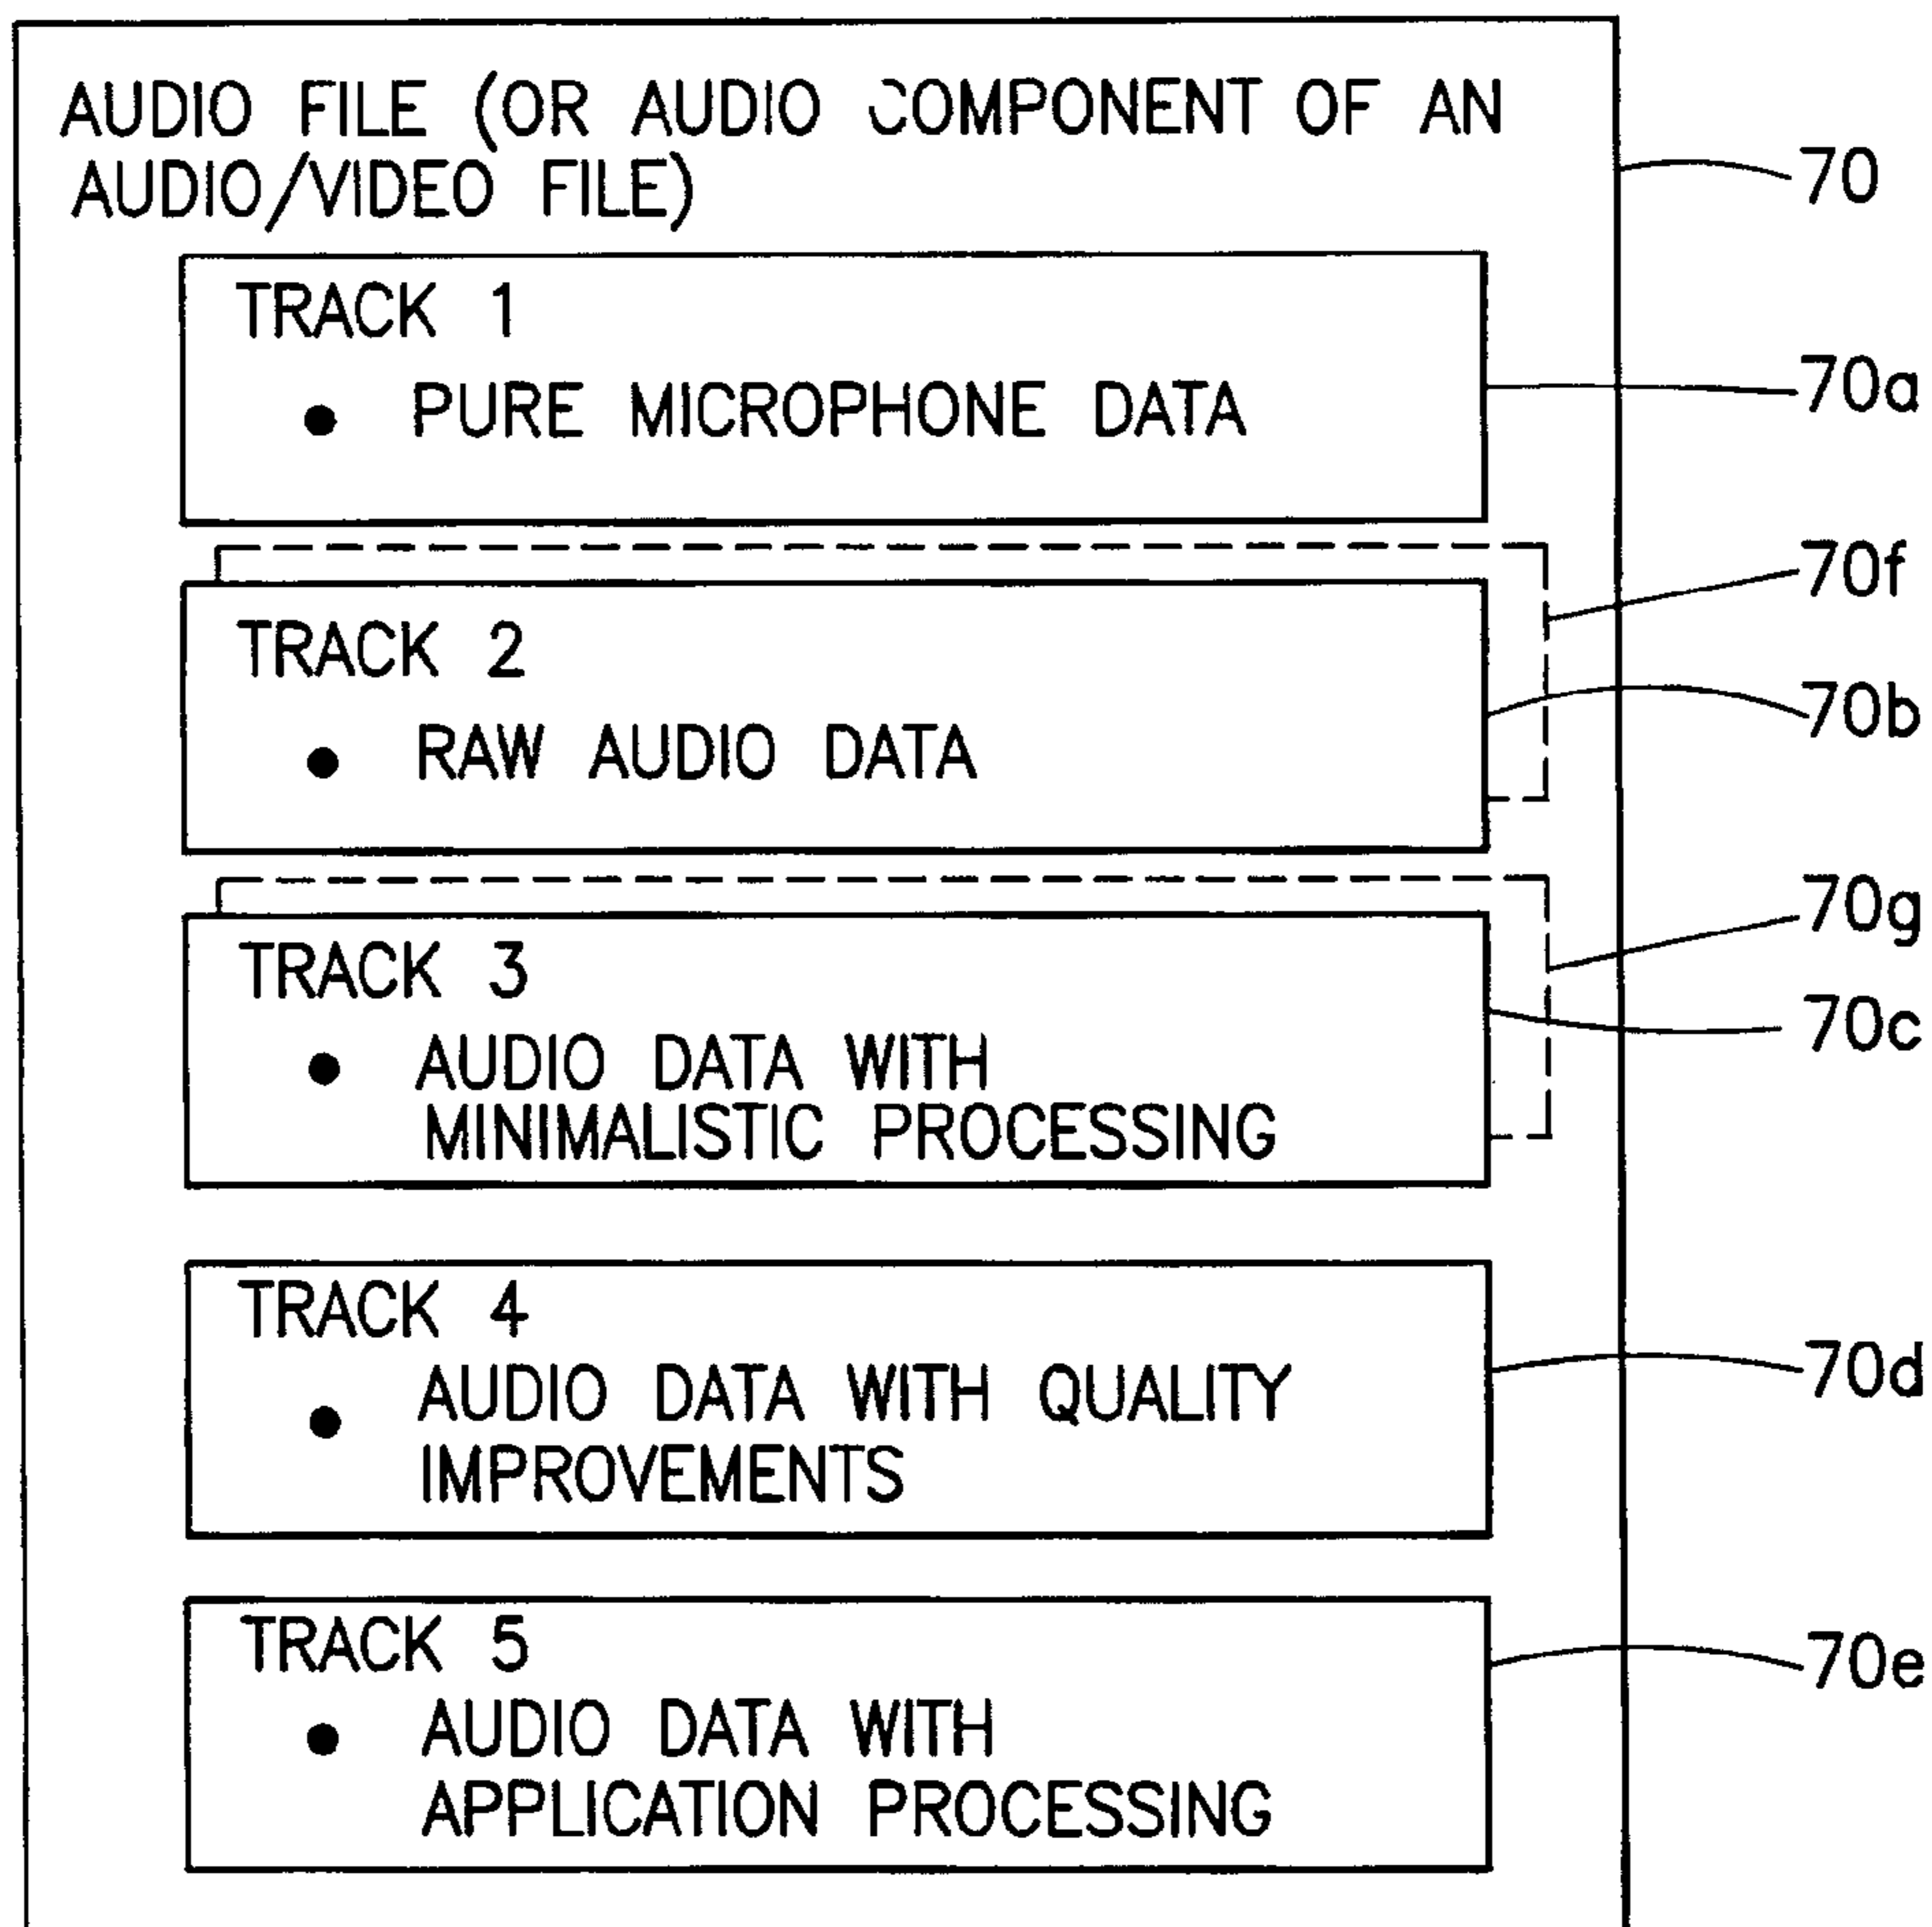 AUDIO FILE (OR AUDIO COMPONENT OF AN
AUDIO/VIDEO FILE)
70
TRACK 1
• PURE MICROPHONE DATA
70a
70f
TRACK 2
• RAW AUDIO DATA
70b
70g
TRACK 3
• AUDIO DATA WITH
MINIMALISTIC PROCESSING
70c
TRACK 4
• AUDIO DATA WITH QUALITY
IMPROVEMENTS
70d
TRACK 5
• AUDIO DATA WITH
APPLICATION PROCESSING
70e